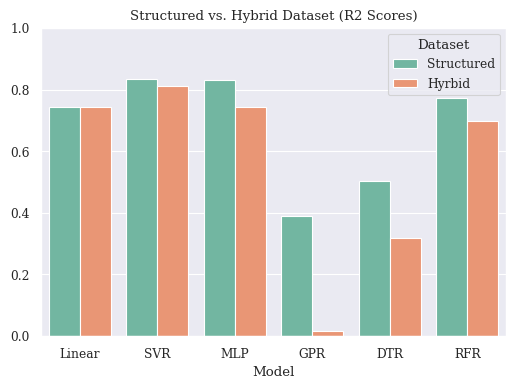 Structured vs. Hybrid Dataset (R2 Scores)
Dataset
Structured
Hyrbid
1.0
0.8
0.6
0.4
0.2
0.0
Linear SVR MLP GPR DTR RFR
Model